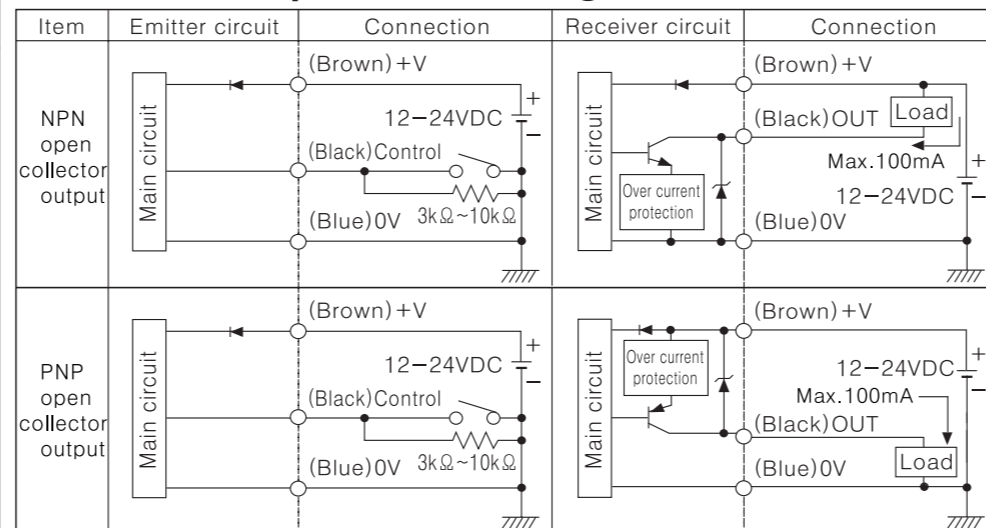 Item
Emitter circuit
Connection
Receiver circuit
Connection
NPN
open
collector
output
Main circuit
(Brown)+V
12−24VDC
+
−
(Black)Control
3kΩ~10kΩ
(Blue)0V
Main circuit
Over current
protection
(Brown)+V
(Black)OUT
Load
Max.100mA
+
12−24VDC
−
(Blue)0V
PNP
open
collector
output
Main circuit
(Brown)+V
12−24VDC
+
−
(Black)Control
3kΩ~10kΩ
(Blue)0V
Main circuit
Over current
protection
(Brown)+V
12−24VDC
+
−
Max.100mA
(Black)OUT
Load
(Blue)0V